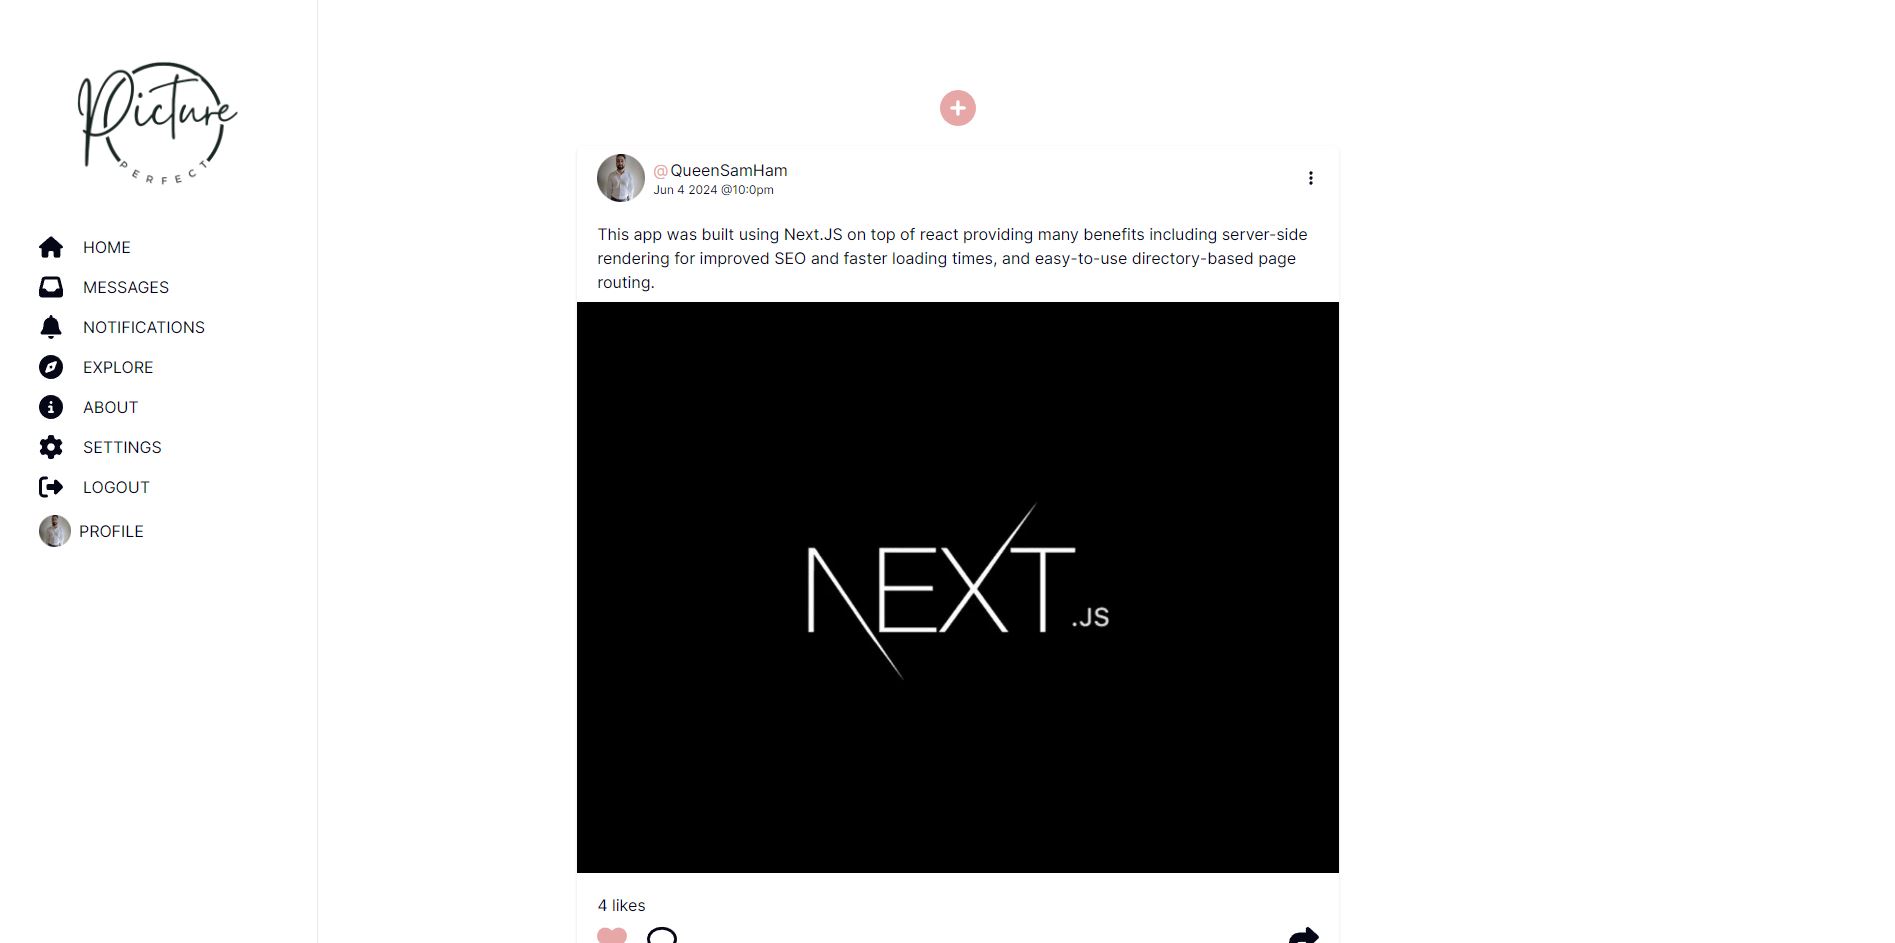 Picture
PERFECT
HOME
MESSAGES
NOTIFICATIONS
EXPLORE
ABOUT
SETTINGS
LOGOUT
PROFILE
@QueenSamHam
Jun 4 2024 @10:0pm
This app was built using Next.JS on top of react providing many benefits including server-side
rendering for improved SEO and faster loading times, and easy-to-use directory-based page
routing.
NEXT.JS
4 likes